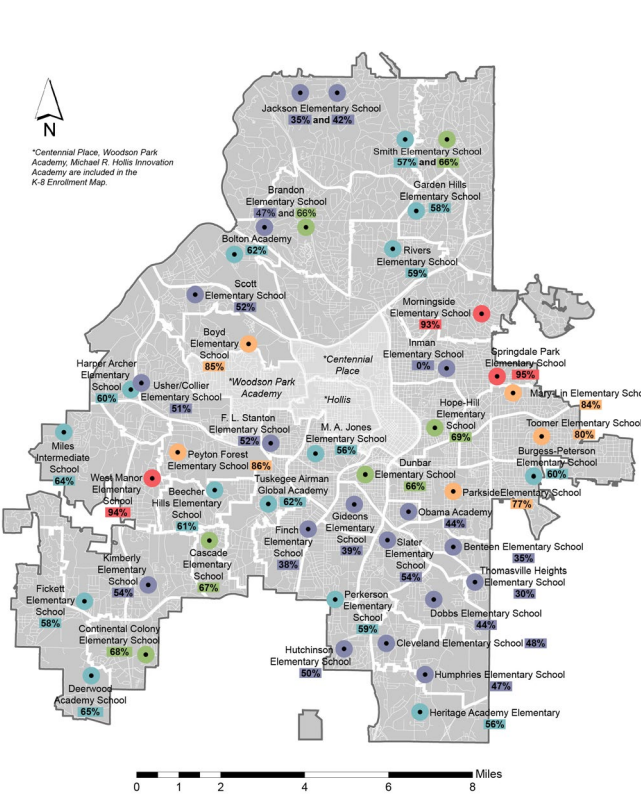 Jackson Elementary School
35% and 42%
N
*Centennial Place, Woodson Park
Academy, Michael R. Hollis Innovation
Academy are included in the
K-8 Enrollment Map.
Smith Elementary School
57% and 66%
Garden Hills
Elementary School
58%
Brandon
Elementary School
47% and 66%
Bolton Academy
62%
Rivers
Elementary School
59%
Scott
Elementary School
52%
Morningside
Elementary School
93%
Boyd
Elementary
School
85%
Inman
Elementary School
0%
*Centennial
Place
Springdale Park
Elementary School
95%
Harper Archer
Elementary
School
60%
Usher/Collier
Elementary School
51%
*Woodson Park
Academy
*Hollis
Mary Lin Elementary Scho
84%
Hope-Hill
Elementary
School
69%
F. L. Stanton
Elementary School
52%
M. A. Jones
Elementary School
56%
Toomer Elementary School
80%
Miles
Intermediate
School
64%
Peyton Forest
Elementary School 86%
Burgess-Peterson
Elementary School
60%
West Manor
Elementary
School
94%
Beecher
Hills Elementary
School
61%
Tuskegee Airman
Global Academy
62%
Dunbar
Elementary School
66%
ParksideElementary School
77%
Gideons
Elementary
School
39%
Obama Academy
44%
Finch
Elementary
School
38%
Slater
Elementary
School
54%
Benteen Elementary School
35%
Cascade
Elementary
School
67%
Kimberly
Elementary
School
54%
Thomasville Heights
Elementary School
30%
Fickett
Elementary
School
58%
Perkerson
Elementary
School
59%
Dobbs Elementary School
44%
Continental Colony
Elementary School
68%
Cleveland Elementary School 48%
Hutchinson
Elementary School
50%
Humphries Elementary School
47%
Deerwood
Academy School
65%
Heritage Academy Elementary
56%
Miles
0 1 2 4 6 8